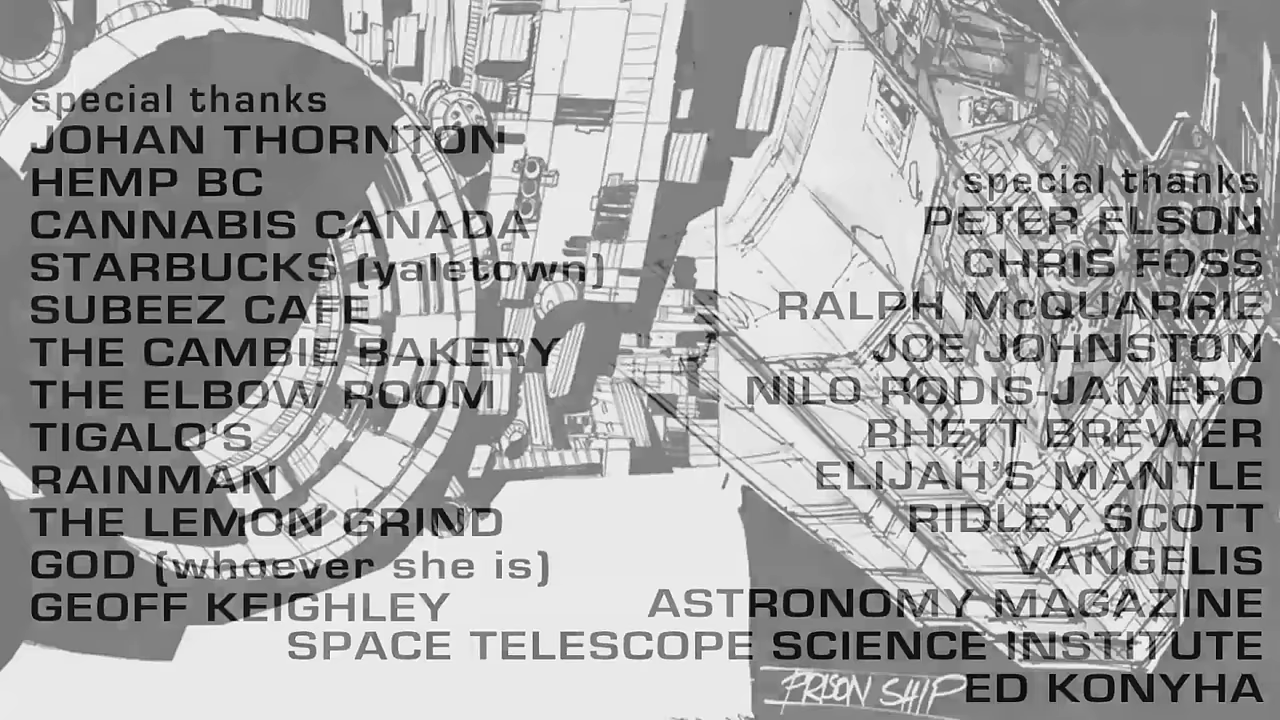 special thanks
JOHAN THORNTON
HEMP BC
CANNABIS CANADA
STARBUCKS (yaletown)
SUBEEZ CAFE
THE CAMBIE BAKERY
THE ELBOW ROOM
TIGALO'S
RAINMAN
THE LEMON GRIND
GOD (whoever she is)
GEOFF KEIGHLEY
special thanks
PETER ELSON
CHRIS FOSS
RALPH McQUARRIE
JOE JOHNSTON
NILO RODIS-JAMERO
RHETT BREWER
ELIJAH'S MANTLE
RIDLEY SCOTT
VANGELIS
ASTRONOMY MAGAZINE
SPACE TELESCOPE SCIENCE INSTITUTE
ED KONYHA
PRISON SHIP